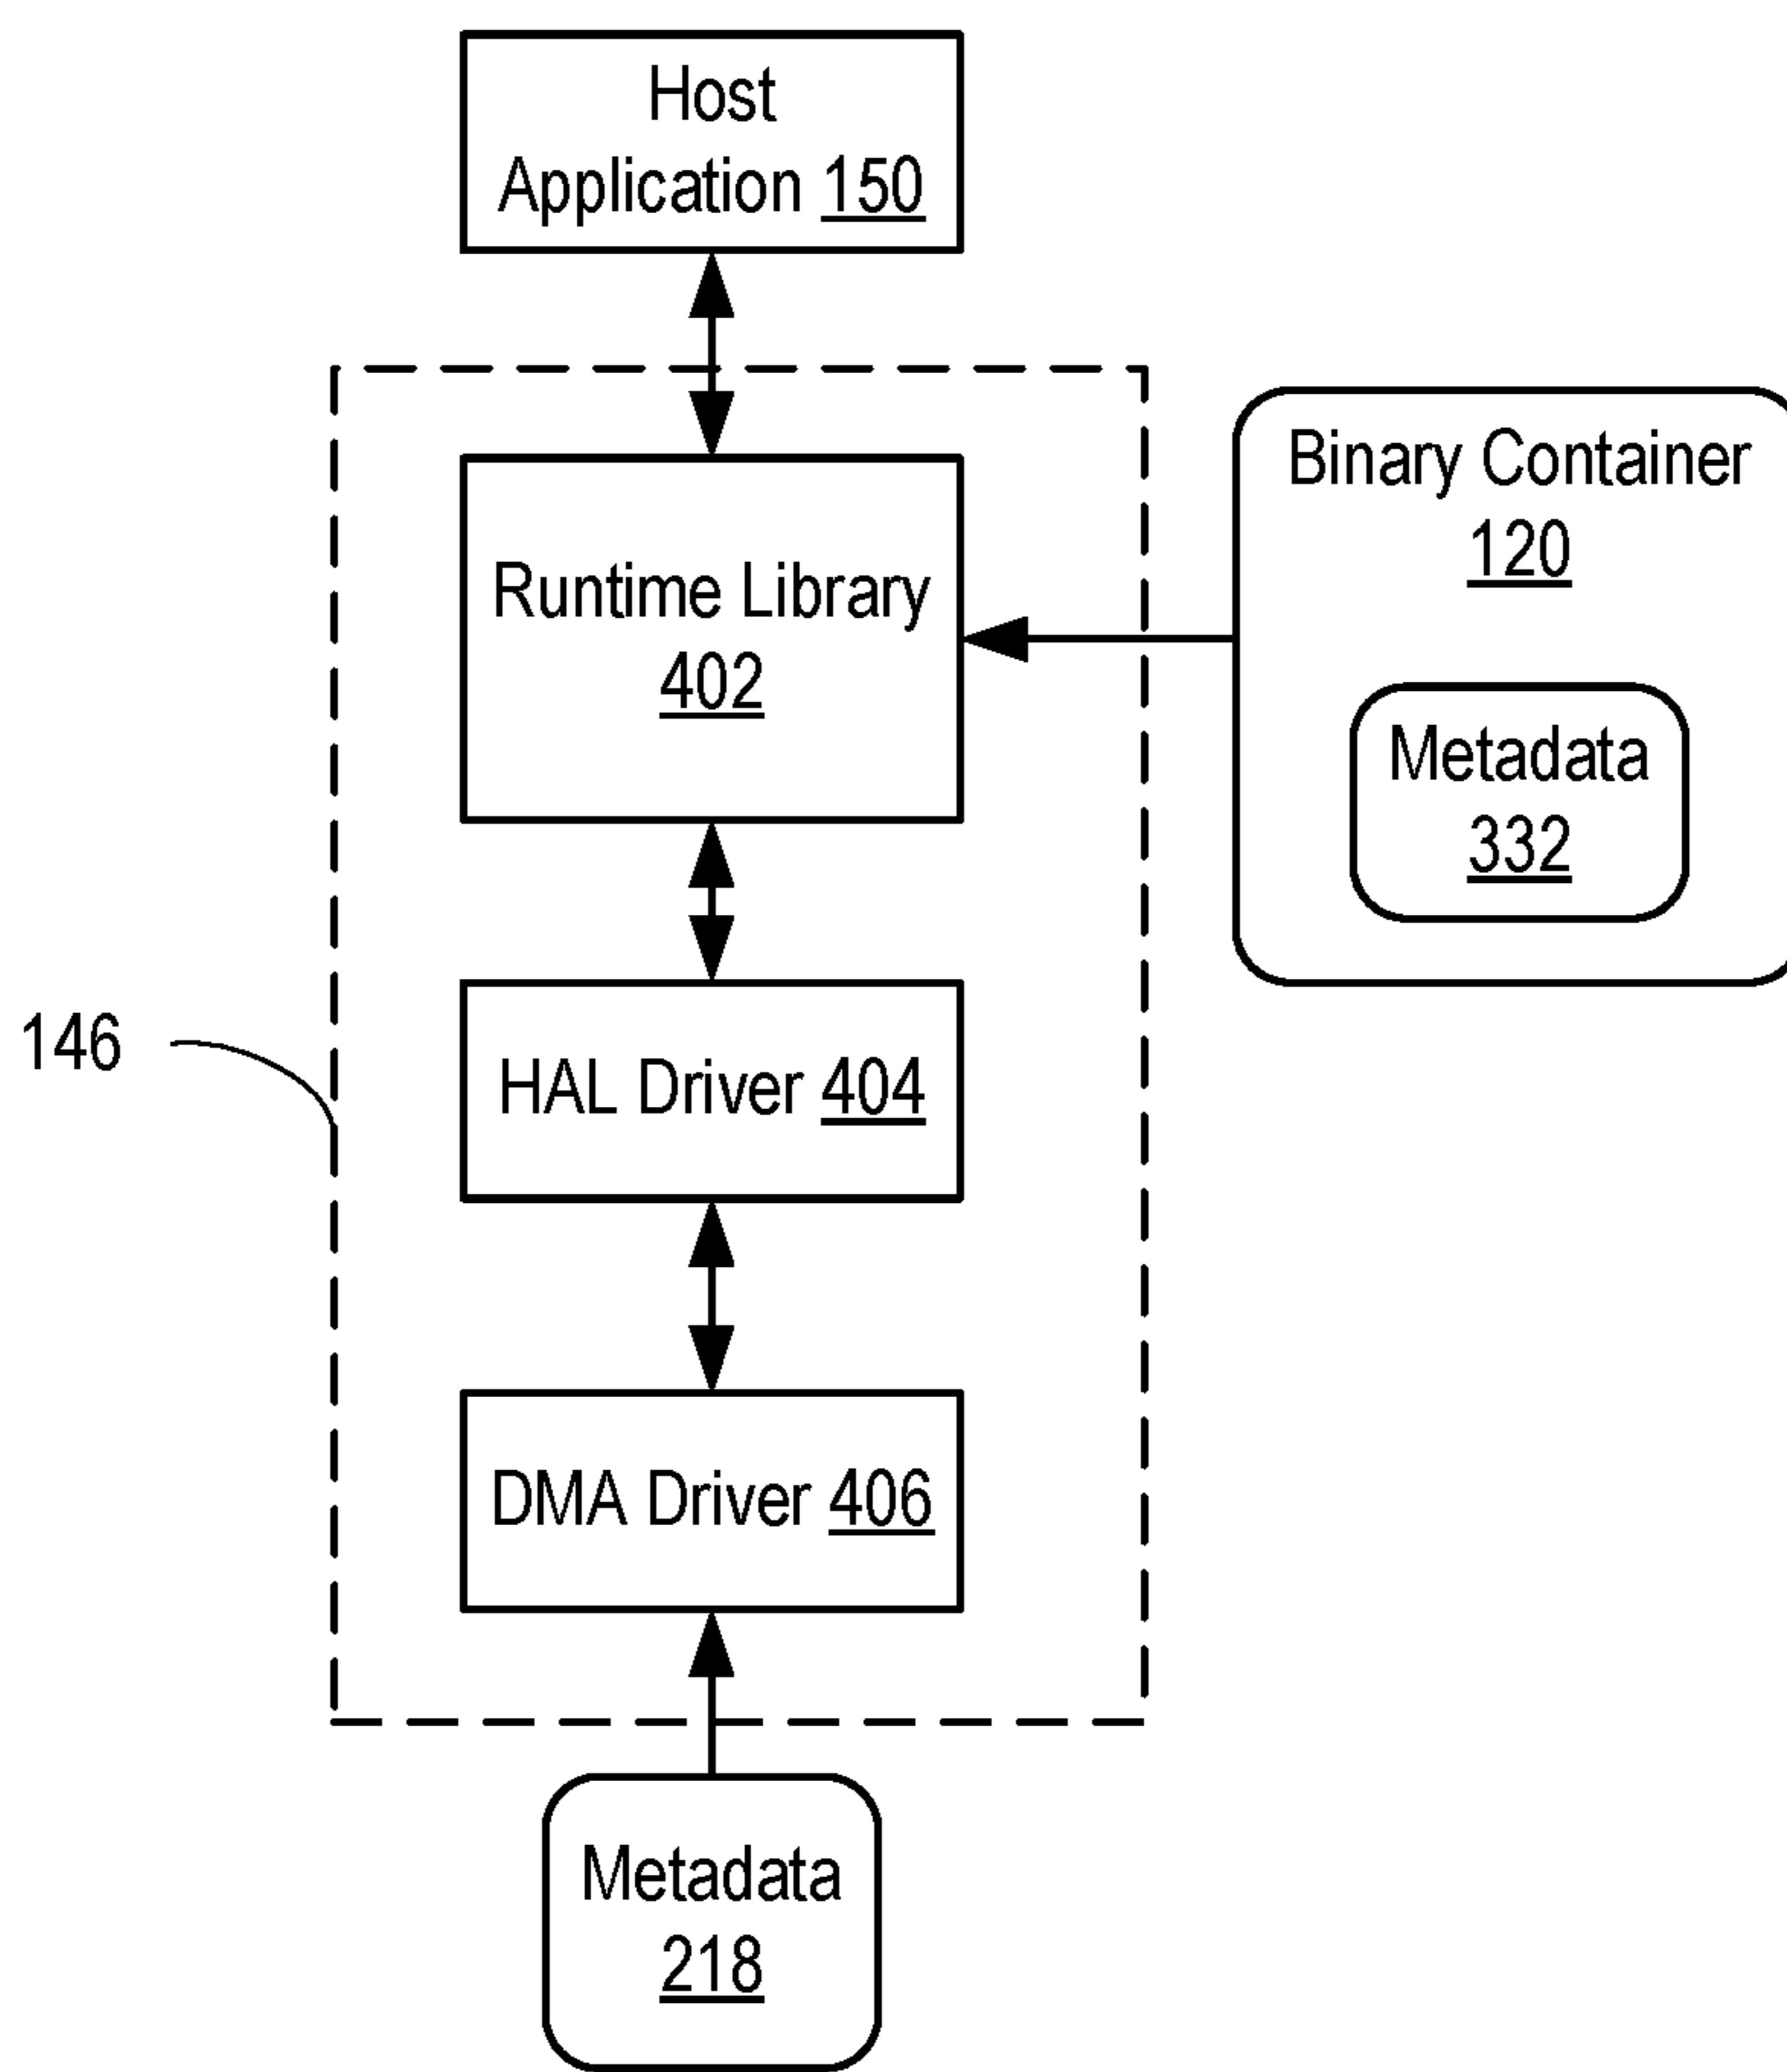 Host
Application 150
Binary Container
120
Runtime Library
402
Metadata
332
146
HAL Driver 404
DMA Driver 406
Metadata
218